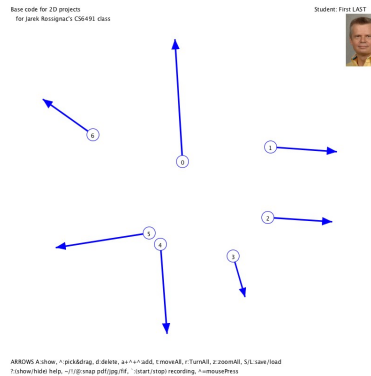 Base code for 2D projects
for Jarek Rossignac's CS6491 class
Student: First LAST
6
0
1
2
5
4
3
ARROWS A:show, ^:pick&drag, d:delete, a+^+^:add, t moveAll, r:TurnAll, z:zoomAll, S/L:save/load
?:(show/hide) help, ~/!/@:snap pdf/jpg/fif, `:(start/stop) recording, ^=mousePress